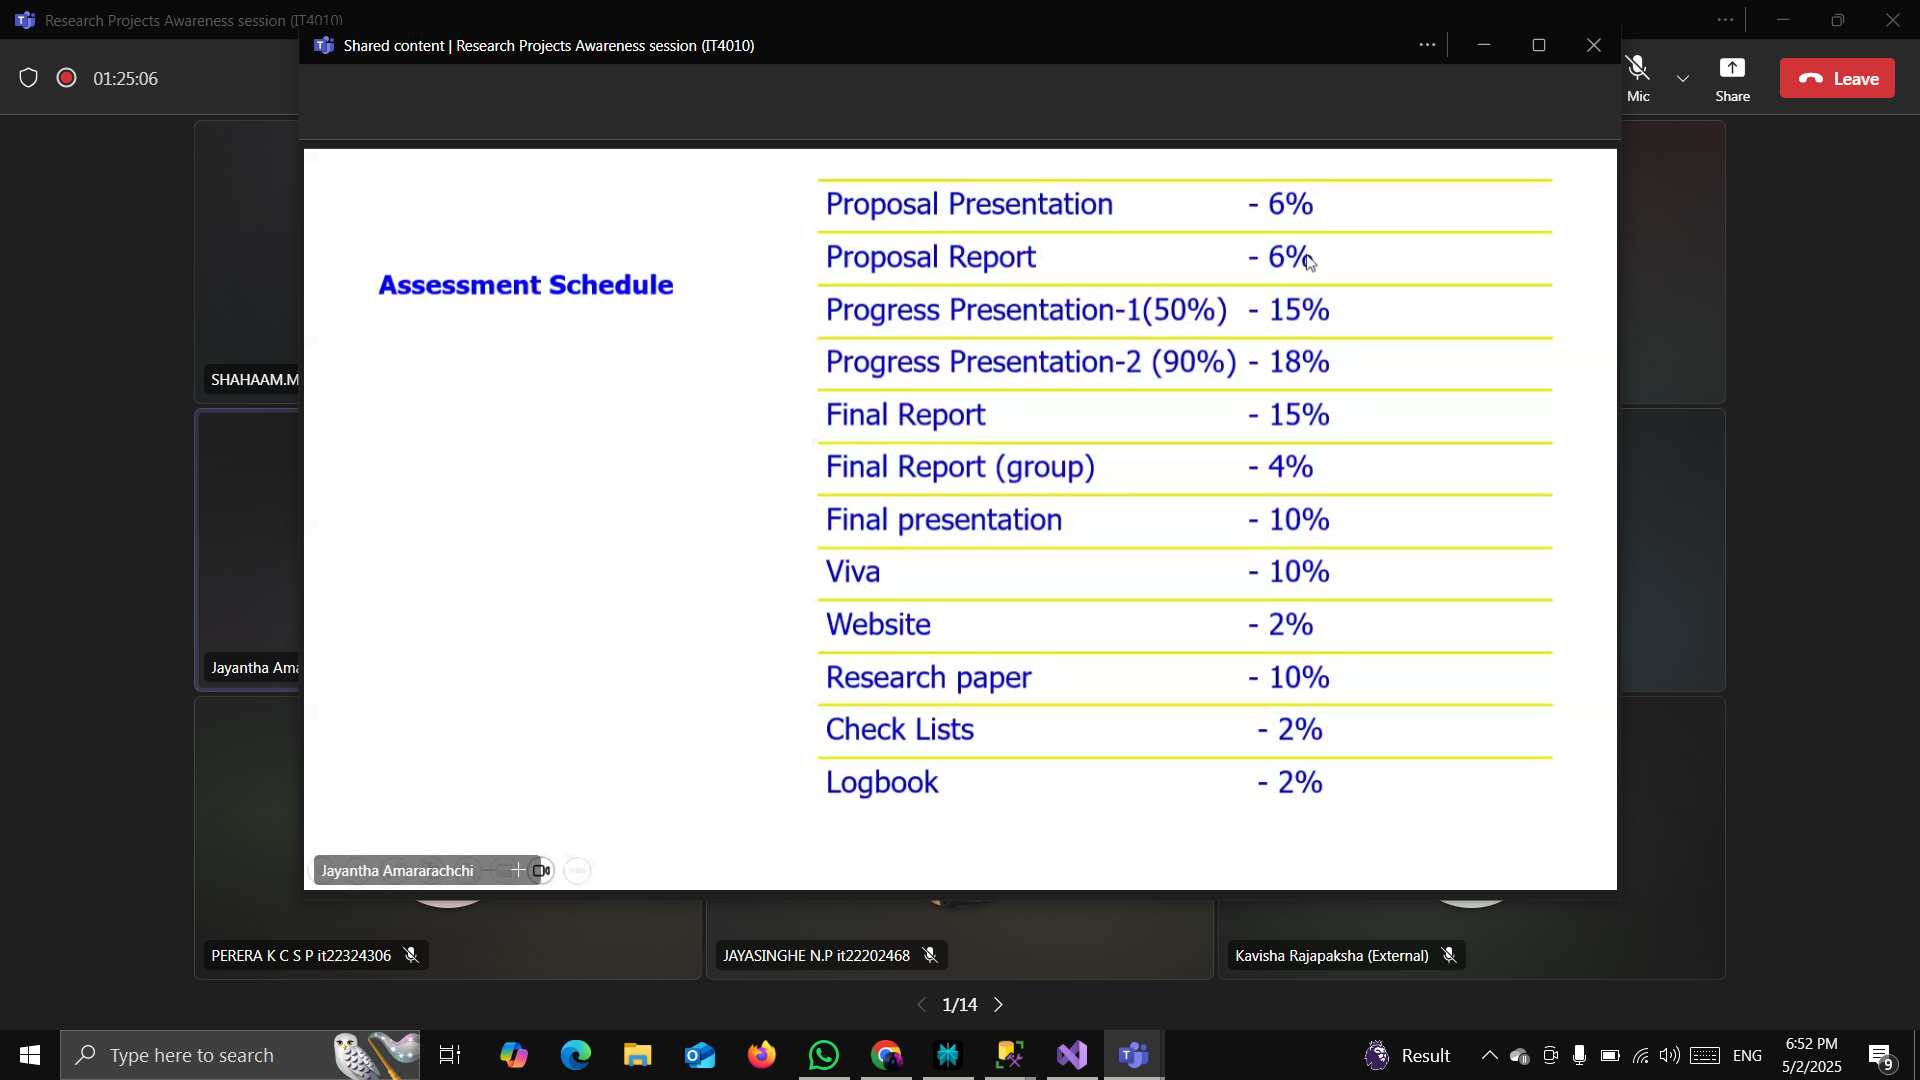 Research Projects Awareness session (IT4010)
Shared content | Research Projects Awareness session (IT4010)
01:25:06
Mic
Share
Leave
Assessment Schedule
Proposal Presentation - 6%
Proposal Report - 6%
Progress Presentation-1(50%) - 15%
Progress Presentation-2 (90%) - 18%
Final Report - 15%
Final Report (group) - 4%
Final presentation - 10%
Viva - 10%
Website - 2%
Research paper - 10%
Check Lists - 2%
Logbook - 2%
SHAHAAM.M
Jayantha Ama
Jayantha Amararachchi
PERERA K C S P it22324306
JAYASINGHE N.P it22202468
Kavisha Rajapaksha (External)
1/14
Type here to search
Result
ENG
6:52 PM
5/2/2025
9